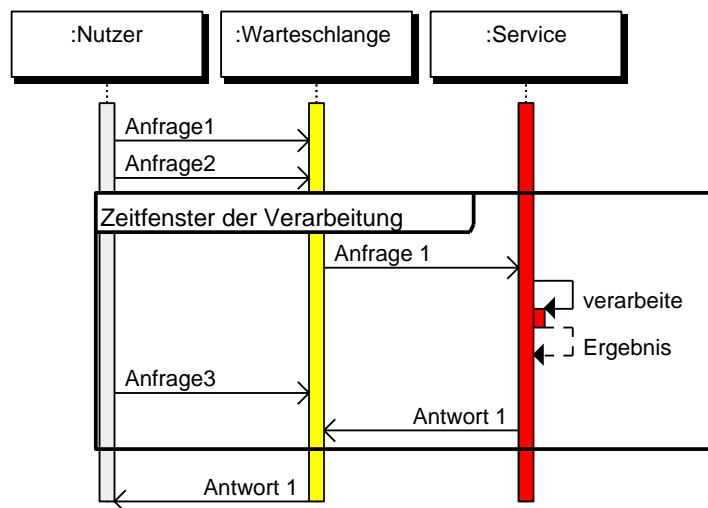 :Nutzer
:Warteschlange
:Service
Anfrage1
Anfrage2
Zeitfenster der Verarbeitung
Anfrage 1
verarbeite
Ergebnis
Anfrage3
Antwort 1
Antwort 1